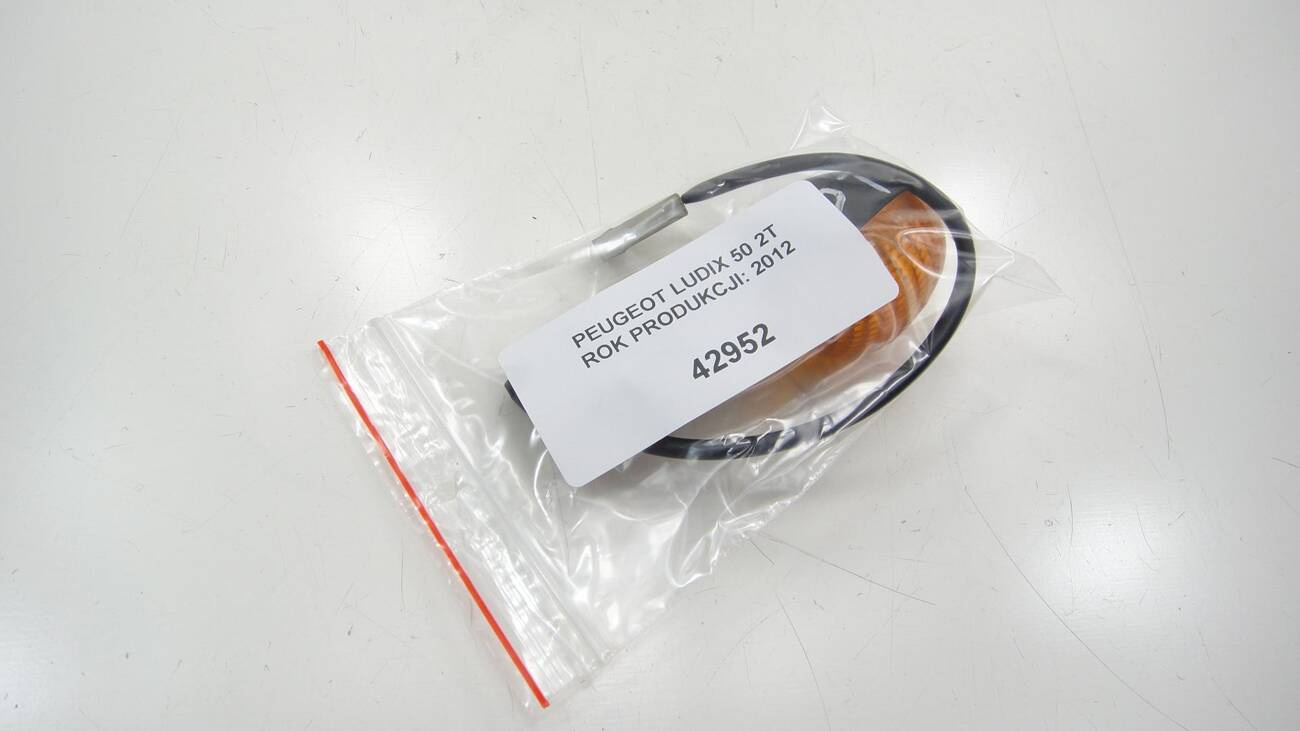 PEUGEOT LUDIX 50 2T
ROK PRODUKCJI: 2012
42952